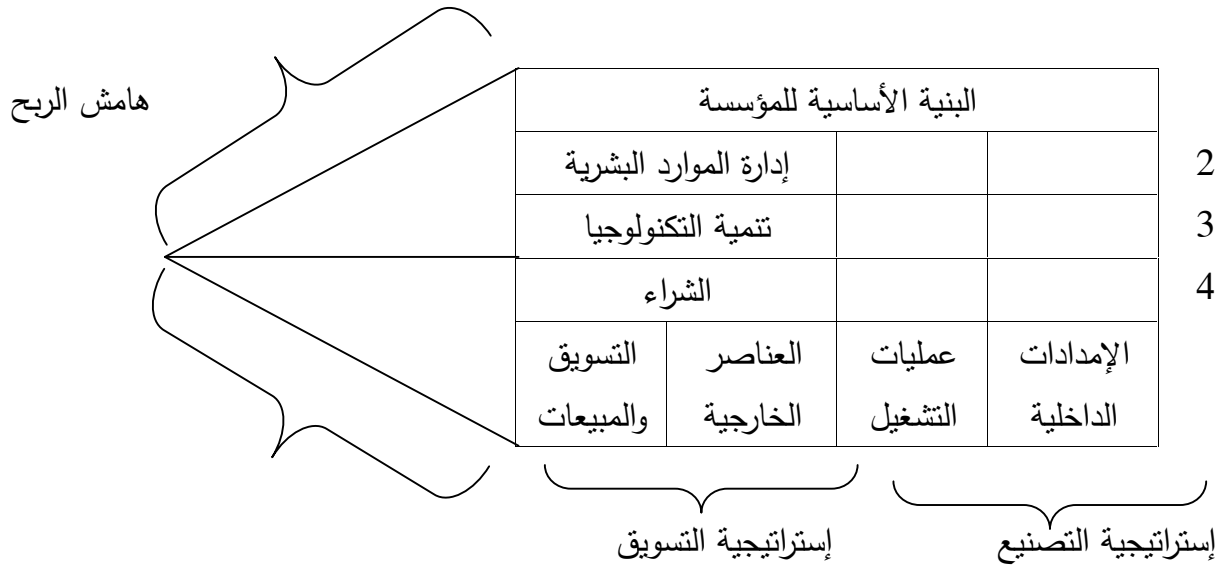 هامش الربح
البنية الأساسية للمؤسسة
2 إدارة الموارد البشرية
3 تنمية التكنولوجيا
4 الشراء
الإمدادات الداخلية
عمليات التشغيل
العناصر الخارجية
التسويق والمبيعات
إستراتيجية التصنيع
إستراتيجية التسويق